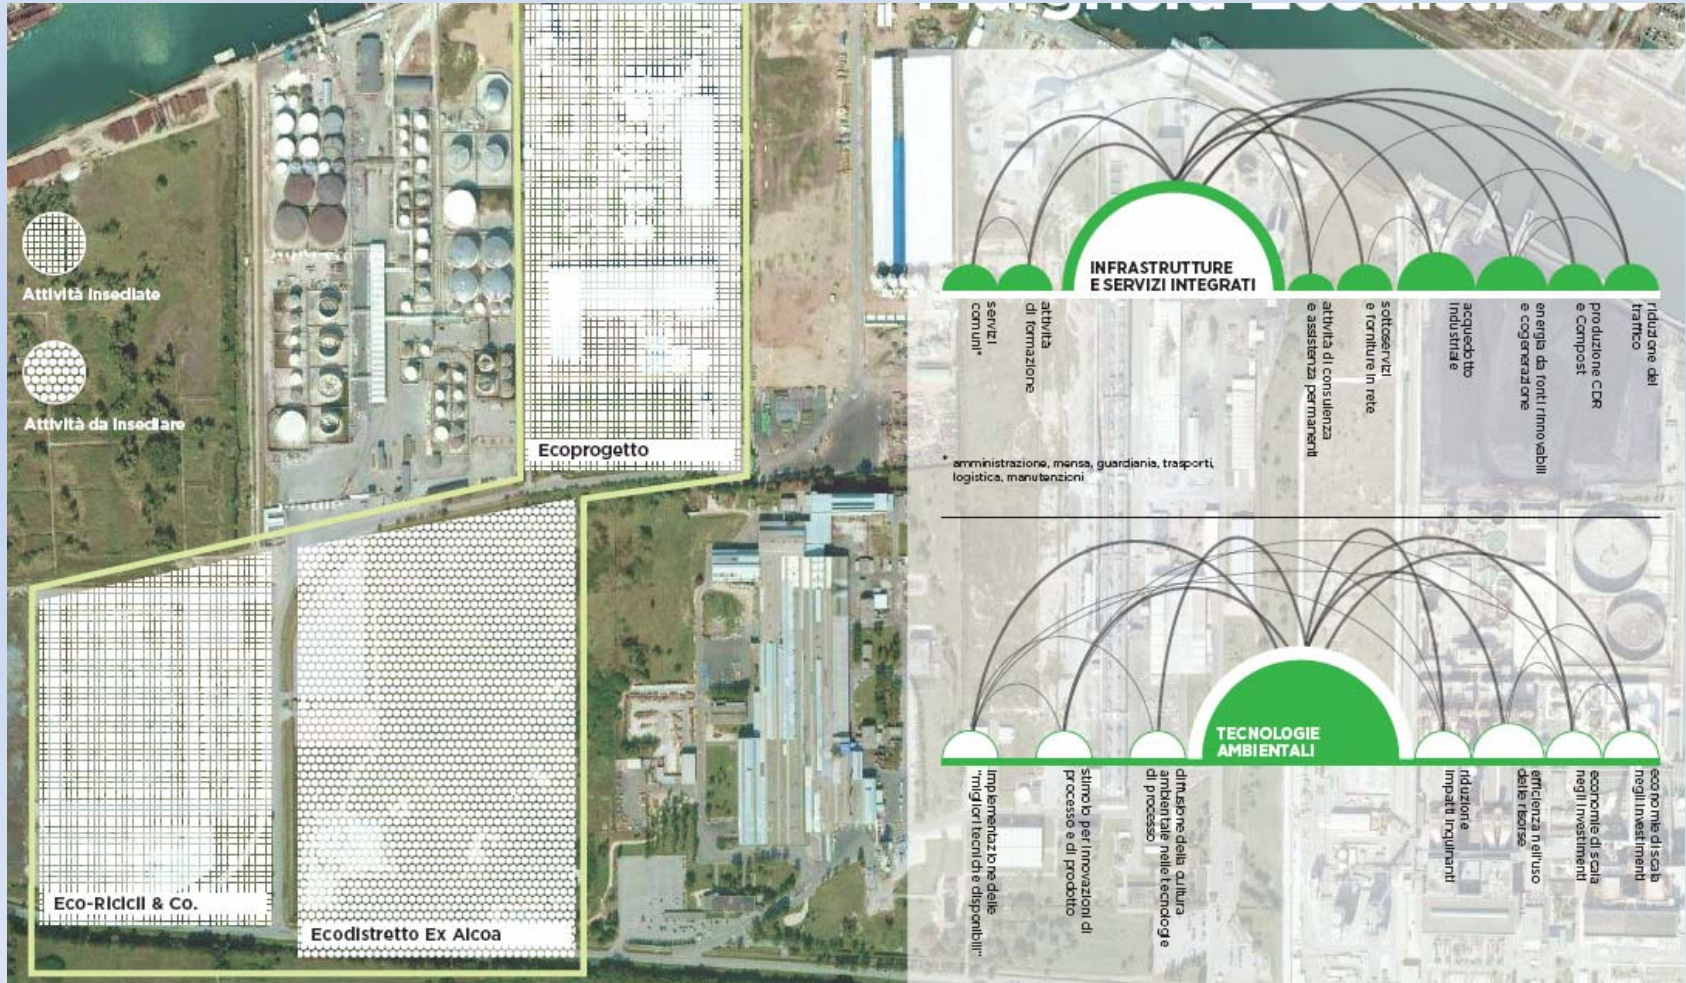 Marghera Ecodistretto
Attività insediate
Attività da insediare
Ecoprogetto
Eco-Ricicli & Co.
Ecodistretto Ex Alcoa
INFRASTRUTTURE
E SERVIZI INTEGRATI
servizi
comuni*
attività
di formazione
attività di consulenza
e assistenza permanenti
sottoservizi
e forniture in rete
acquedotto
industriale
energia da fonti rinnovabili
e cogenerazione
produzione CDR
e Compost
riduzione del
traffico
* amministrazione, mensa, guardiania, trasporti,
logistica, manutenzioni
TECNOLOGIE
AMBIENTALI
implementazione delle
"migliori tecniche disponibili"
stimolo per innovazioni di
processo e di prodotto
diffusione della cultura
ambientale nelle tecnologie
di processo
riduzione
impatti inquinanti
efficienza nell'uso
delle risorse
economie di scala
negli investimenti
economie di scala
negli investimenti